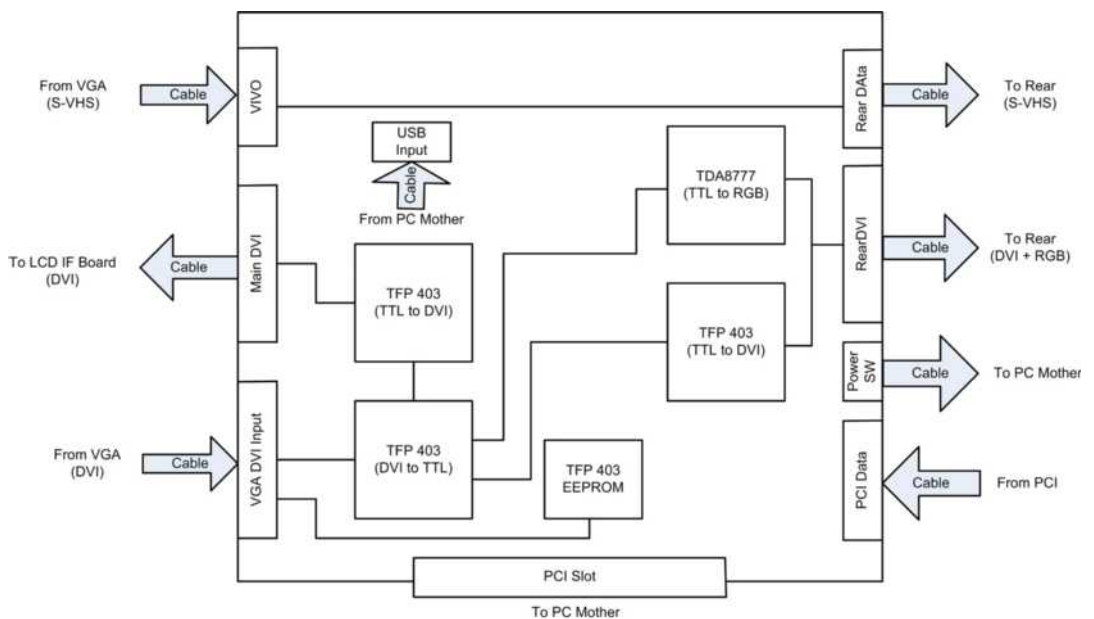 From VGA
(S-VHS)
Cable
VIVO
Rear DAta
Cable
To Rear
(S-VHS)
USB
Input
Cable
From PC Mother
TDA8777
(TTL to RGB)
To LCD IF Board
(DVI)
Cable
Main DVI
TFP 403
(TTL to DVI)
TFP 403
(TTL to DVI)
RearDVI
Cable
To Rear
(DVI + RGB)
Power
SW
Cable
To PC Mother
From VGA
(DVI)
Cable
VGA DVI Input
TFP 403
(DVI to TTL)
TFP 403
EEPROM
PCI Data
Cable
From PCI
PCI Slot
To PC Mother